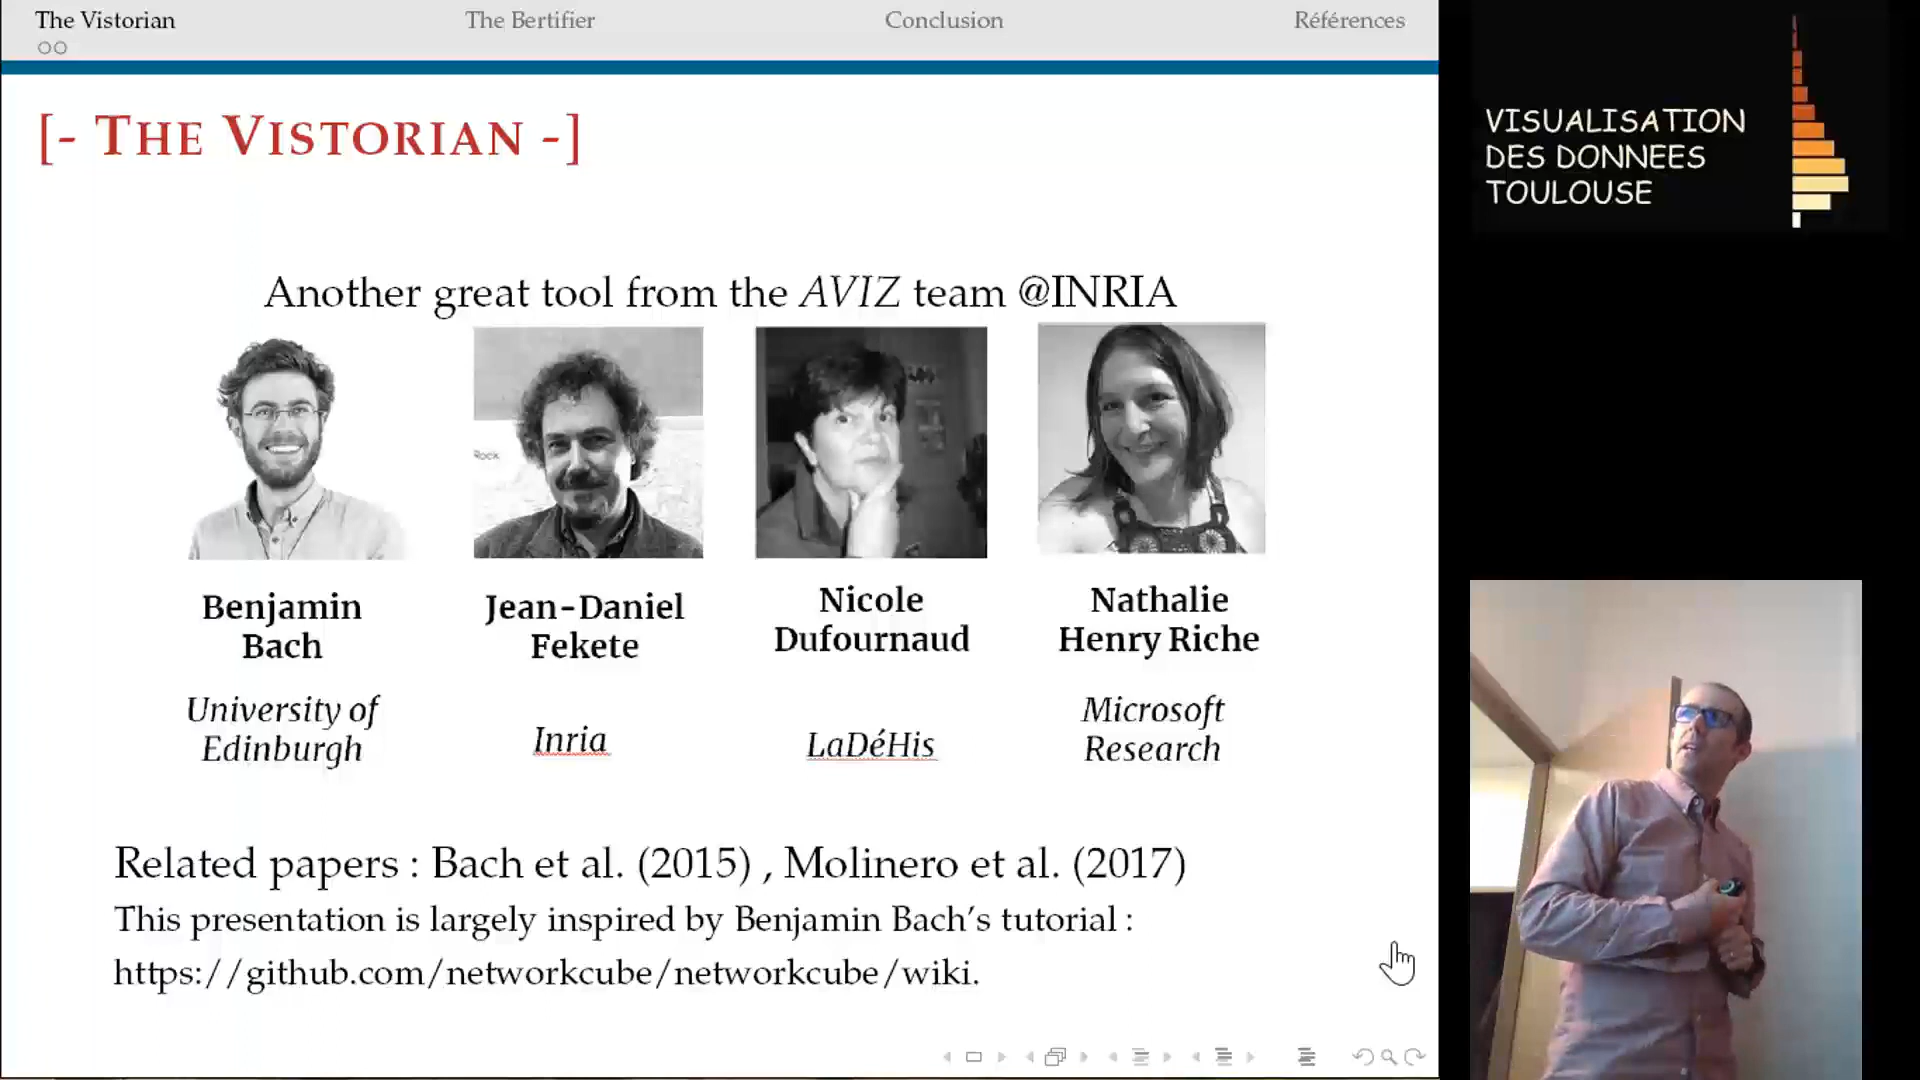 The Vistorian
The Bertifier
Conclusion
Références
[- THE VISTORIAN -]
VISUALISATION
DES DONNEES
TOULOUSE
Another great tool from the AVIZ team @INRIA
Rock
Benjamin
Bach
Jean-Daniel
Fekete
Nicole
Dufournaud
Nathalie
Henry Riche
University of
Edinburgh
Inria
LaDéHis
Microsoft
Research
Related papers : Bach et al. (2015) , Molinero et al. (2017)
This presentation is largely inspired by Benjamin Bach's tutorial :
https://github.com/networkcube/networkcube/wiki.